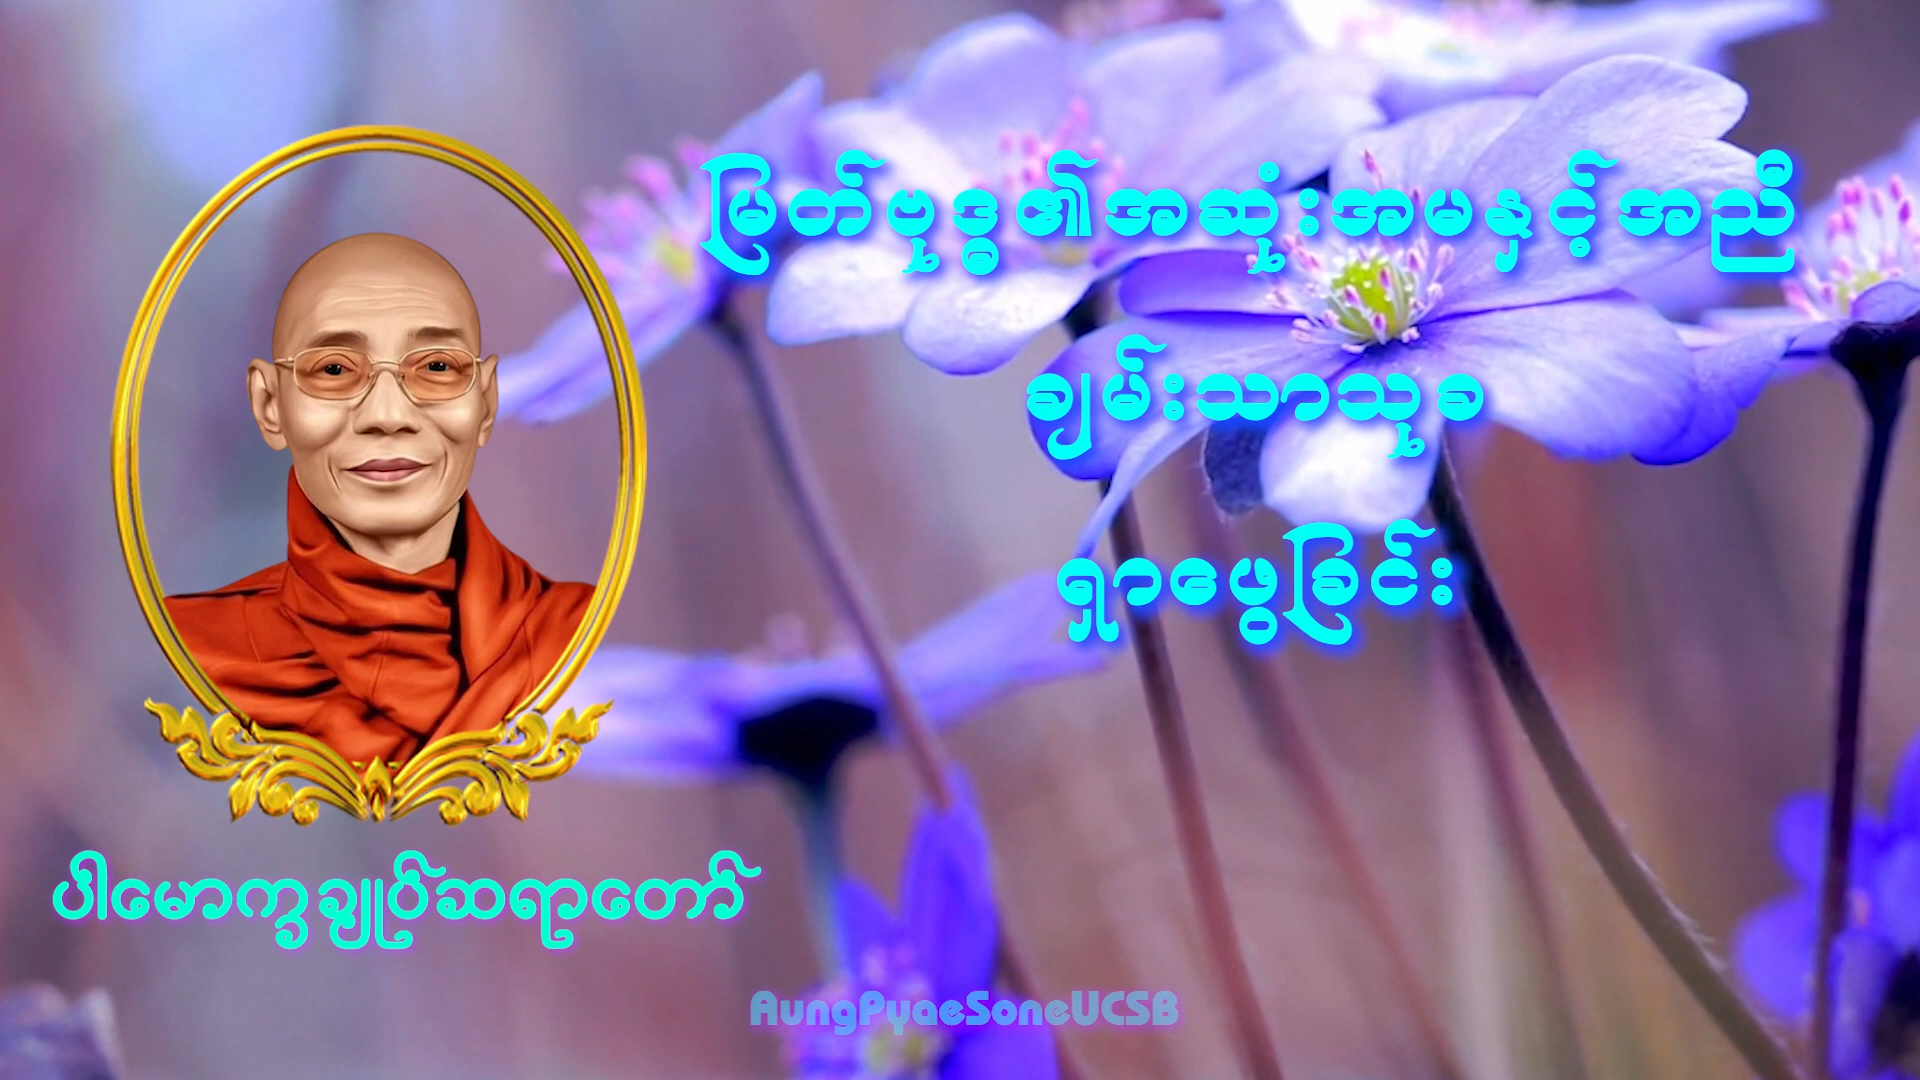 မြတ်ဗုဒ္ဓ၏အဆုံးအမနှင့်အညီ
ချမ်းသာသုခ
ရှာဖွေခြင်း
ပါမောက္ခချုပ်ဆရာတော်
AungPyaeSoneUCSB